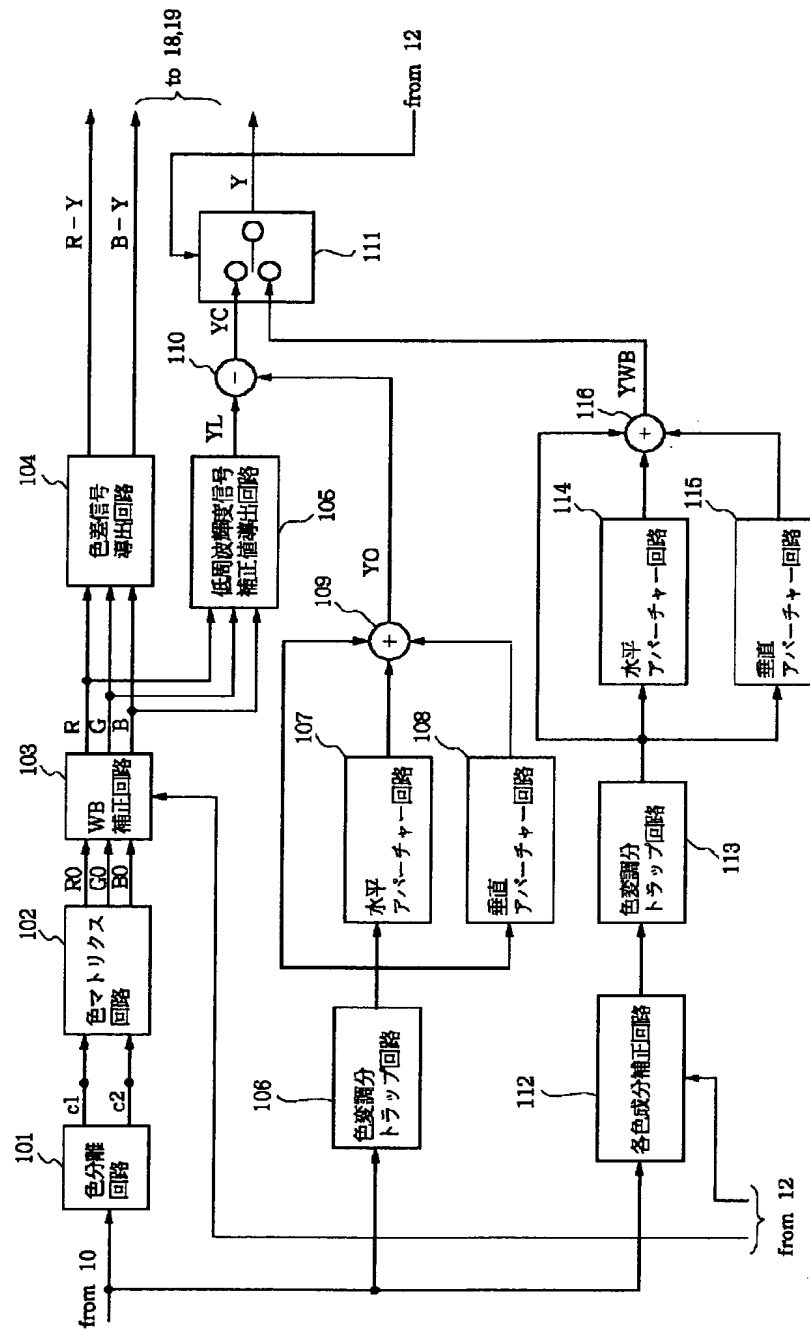 from 10
101
色分離
回路
c1
c2
102
色マトリクス
回路
R0
G0
B0
103
WB
補正回路
R
G
B
104
色差信号
導出回路
R－Y
B－Y
to 18,19
低周波輝度信号
補正値導出回路
105
YL
110
−
YC
111
Y
from 12
106
色変調分
トラップ回路
107
水平
アパーチャー回路
108
垂直
アパーチャー回路
109
+
YO
112
各色成分補正回路
from 12
色変調分
トラップ回路
113
114
水平
アパーチャー回路
115
垂直
アパーチャー回路
116
+
YWB